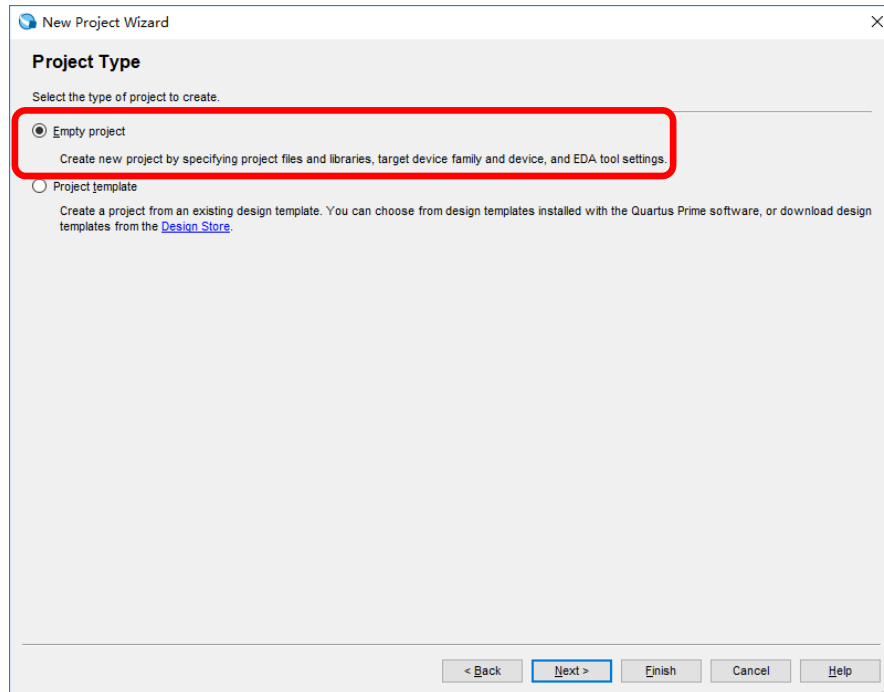 New Project Wizard
Project Type
Select the type of project to create.
Empty project
Create new project by specifying project files and libraries, target device family and device, and EDA tool settings.
Project template
Create a project from an existing design template. You can choose from design templates installed with the Quartus Prime software, or download design
templates from the Design Store.
< Back Next > Finish Cancel Help